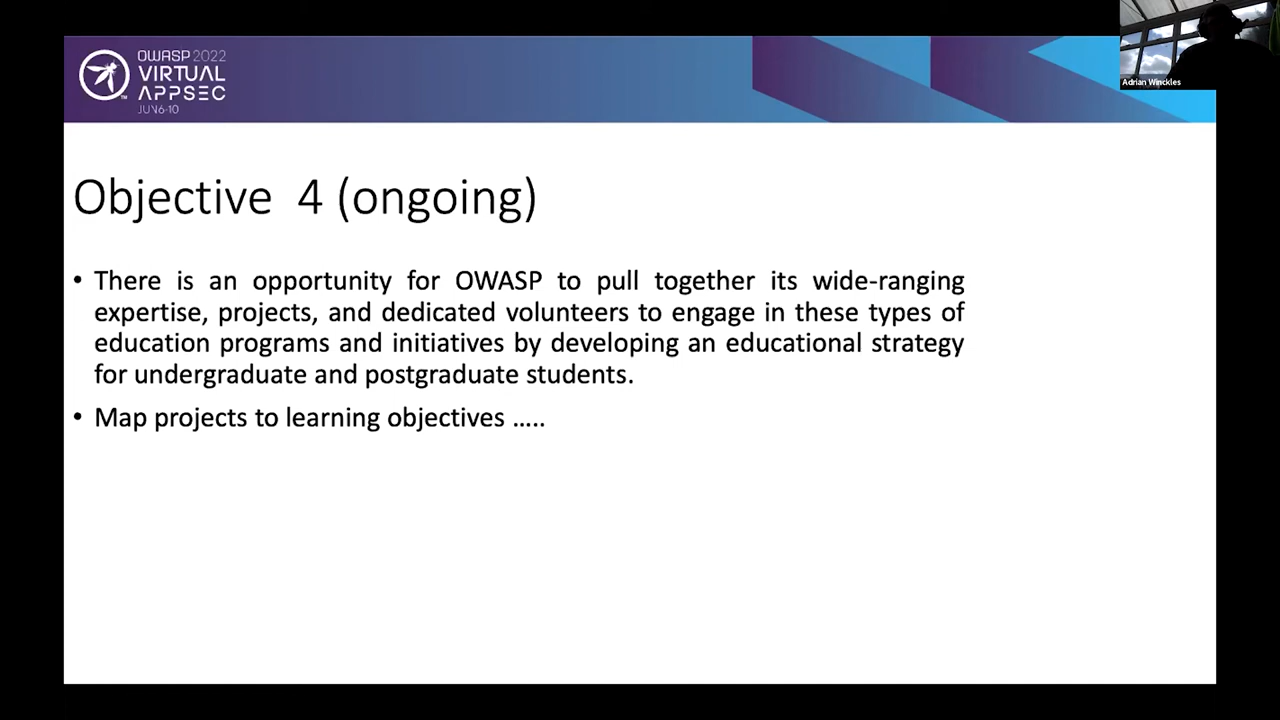 OWASP 2022
VIRTUAL
APPSEC
JUN 6-10
Adrian Winckles
Objective 4 (ongoing)
• There is an opportunity for OWASP to pull together its wide-ranging
expertise, projects, and dedicated volunteers to engage in these types of
education programs and initiatives by developing an educational strategy
for undergraduate and postgraduate students.
• Map projects to learning objectives …..